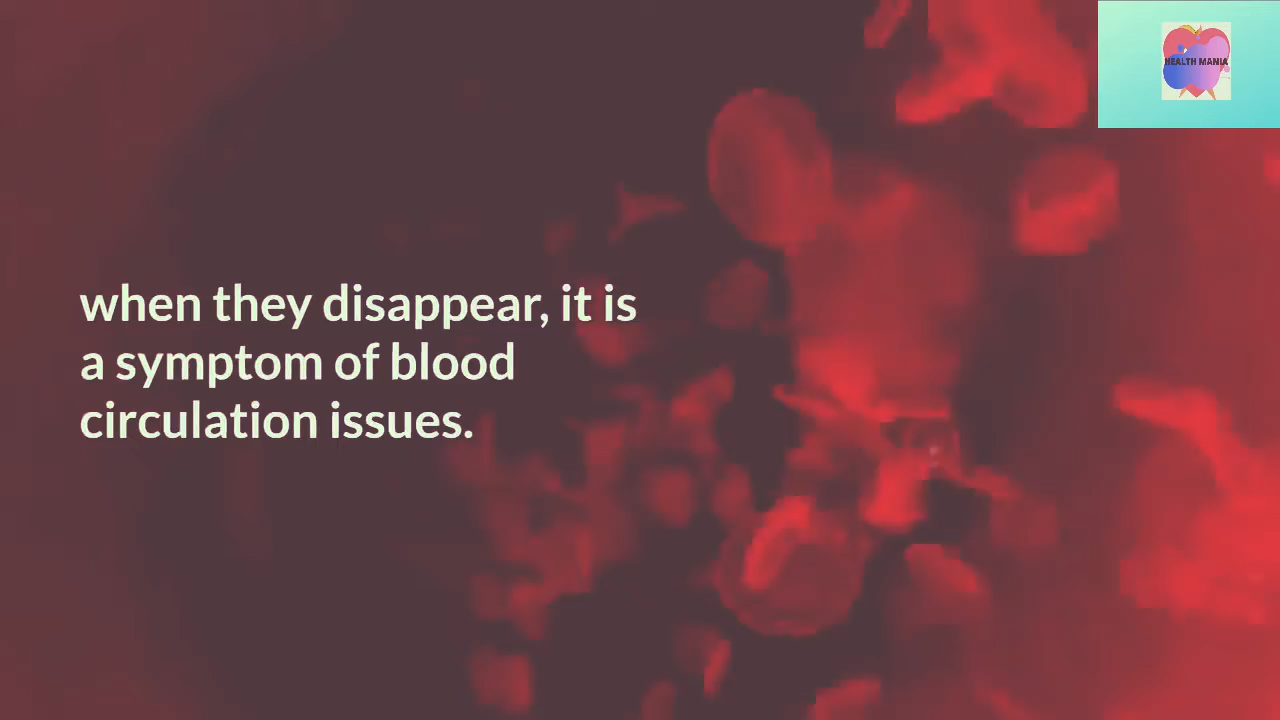 HEALTH MANIA
when they disappear, it is
a symptom of blood
circulation issues.